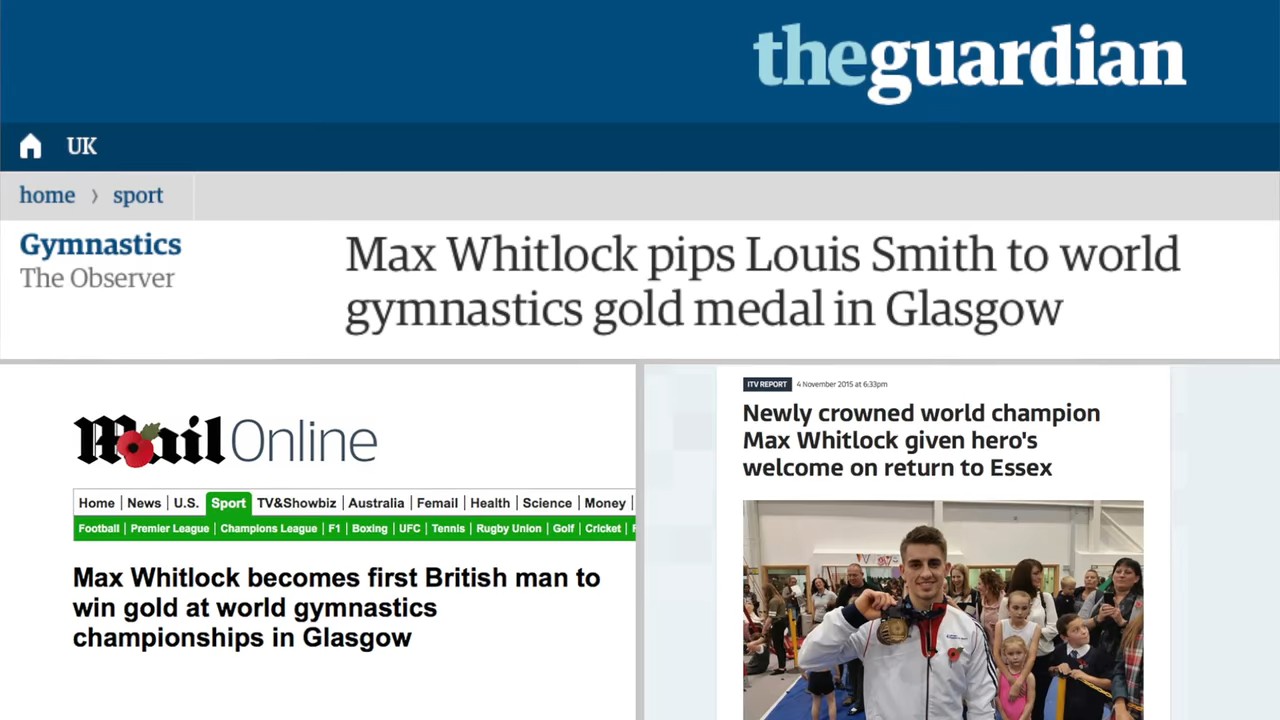 theguardian
UK
home › sport
Gymnastics
The Observer
Max Whitlock pips Louis Smith to world
gymnastics gold medal in Glasgow
Mail Online
Home | News | U.S. | Sport | TV&Showbiz | Australia | Femail | Health | Science | Money |
Football | Premier League | Champions League | F1 | Boxing | UFC | Tennis | Rugby Union | Golf | Cricket |
Max Whitlock becomes first British man to
win gold at world gymnastics
championships in Glasgow
ITV REPORT 4 November 2015 at 6:33pm
Newly crowned world champion
Max Whitlock given hero's
welcome on return to Essex